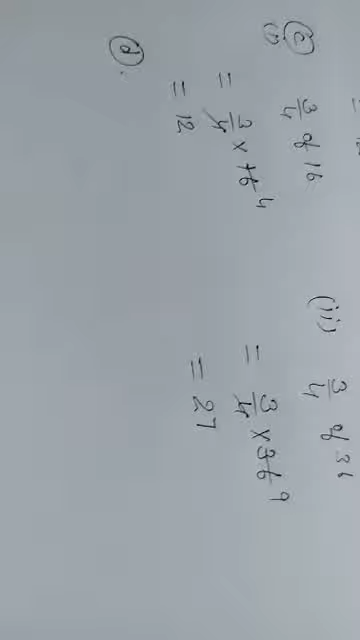 (c)
(i) 3/4 of 16
= 3/4 × 16 4
= 12
(ii) 3/4 of 36
= 3/4 × 36 9
= 27
(d).